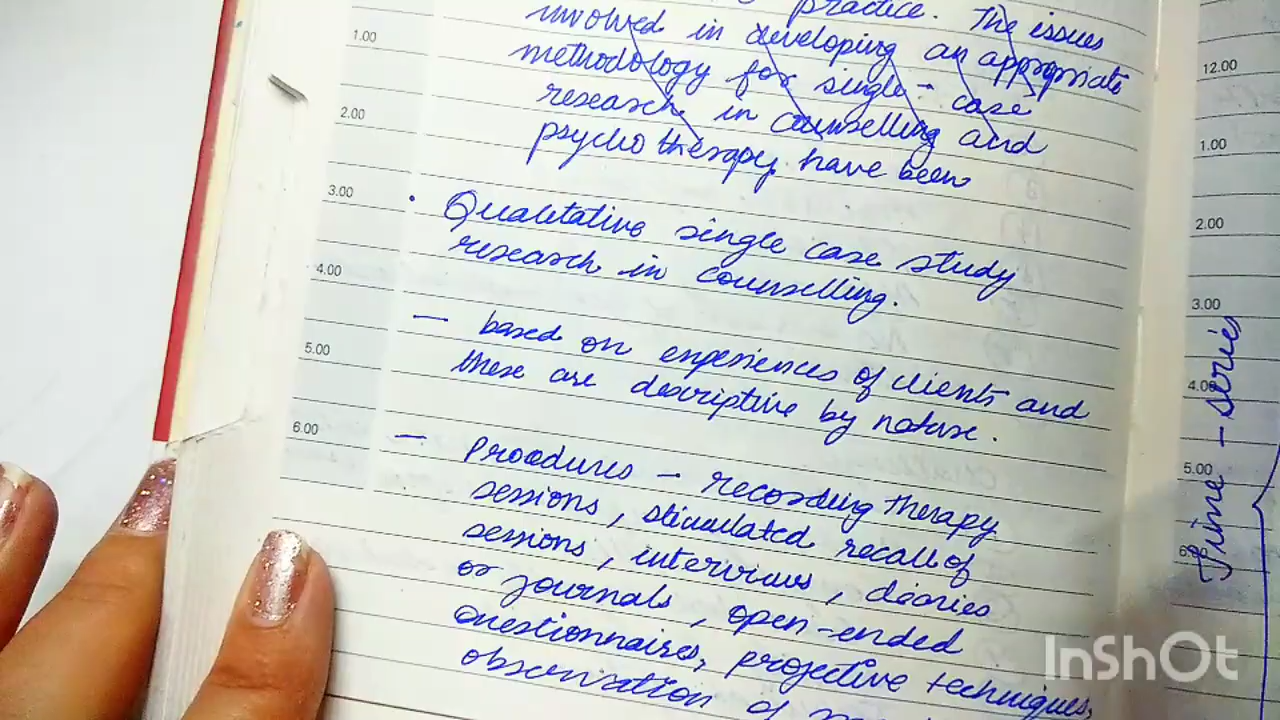 practice. The issues
involved in developing an appropriate
methodology for single - case
research in counselling and
psychotherapy have been
• Qualitative single case study
research in counselling.
— based on experiences of clients and
these are descriptive by nature.
— Procedures - recording therapy
sessions, stimulated recall of
sessions, interviews, diaries
or journals, open-ended
questionnaires, projective techniques,
observation of
1.00
2.00
3.00
4.00
5.00
6.00
12.00
1.00
2.00
3.00
4.00
5.00
Time - series
InShOt